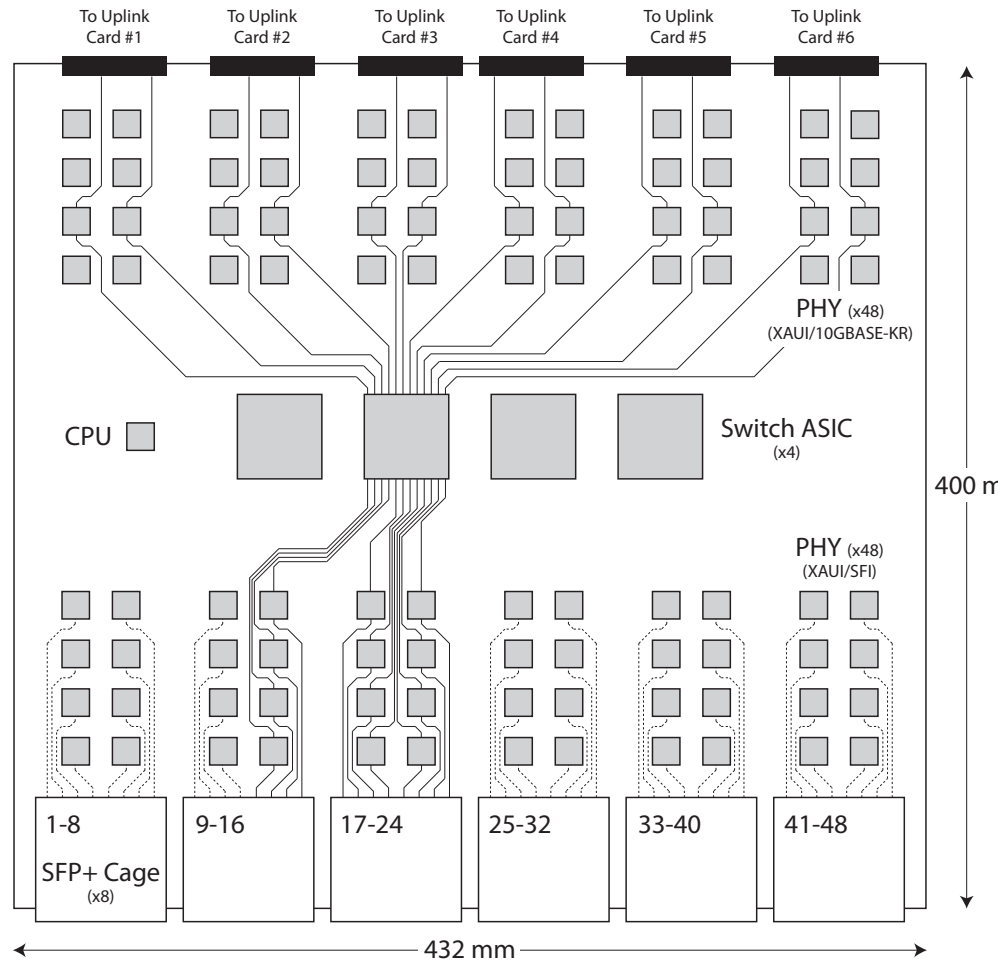 To Uplink
Card #1
To Uplink
Card #2
To Uplink
Card #3
To Uplink
Card #4
To Uplink
Card #5
To Uplink
Card #6
PHY (x48)
(XAUI/10GBASE-KR)
CPU
Switch ASIC
(x4)
400 m
PHY (x48)
(XAUI/SFI)
1-8
9-16
17-24
25-32
33-40
41-48
SFP+ Cage
(x8)
432 mm